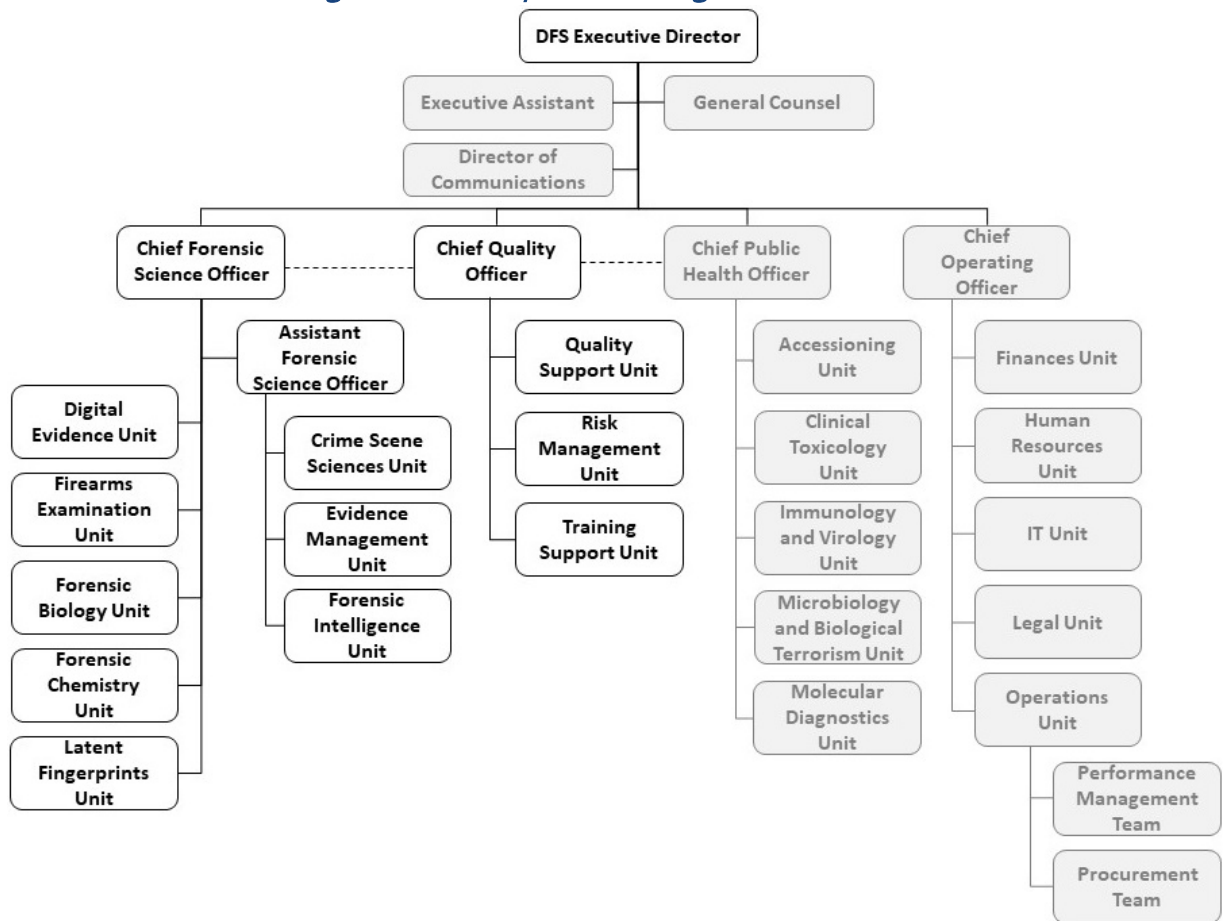 DFS Executive Director
Executive Assistant
General Counsel
Director of
Communications
Chief Forensic
Science Officer
Chief Quality
Officer
Chief Public
Health Officer
Chief
Operating
Officer
Assistant
Forensic
Science Officer
Digital
Evidence Unit
Firearms
Examination
Unit
Forensic
Biology Unit
Forensic
Chemistry
Unit
Latent
Fingerprints
Unit
Crime Scene
Sciences Unit
Evidence
Management
Unit
Forensic
Intelligence
Unit
Quality
Support Unit
Risk
Management
Unit
Training
Support Unit
Accessioning
Unit
Clinical
Toxicology
Unit
Immunology
and Virology
Unit
Microbiology
and Biological
Terrorism Unit
Molecular
Diagnostics
Unit
Finances Unit
Human
Resources
Unit
IT Unit
Legal Unit
Operations
Unit
Performance
Management
Team
Procurement
Team